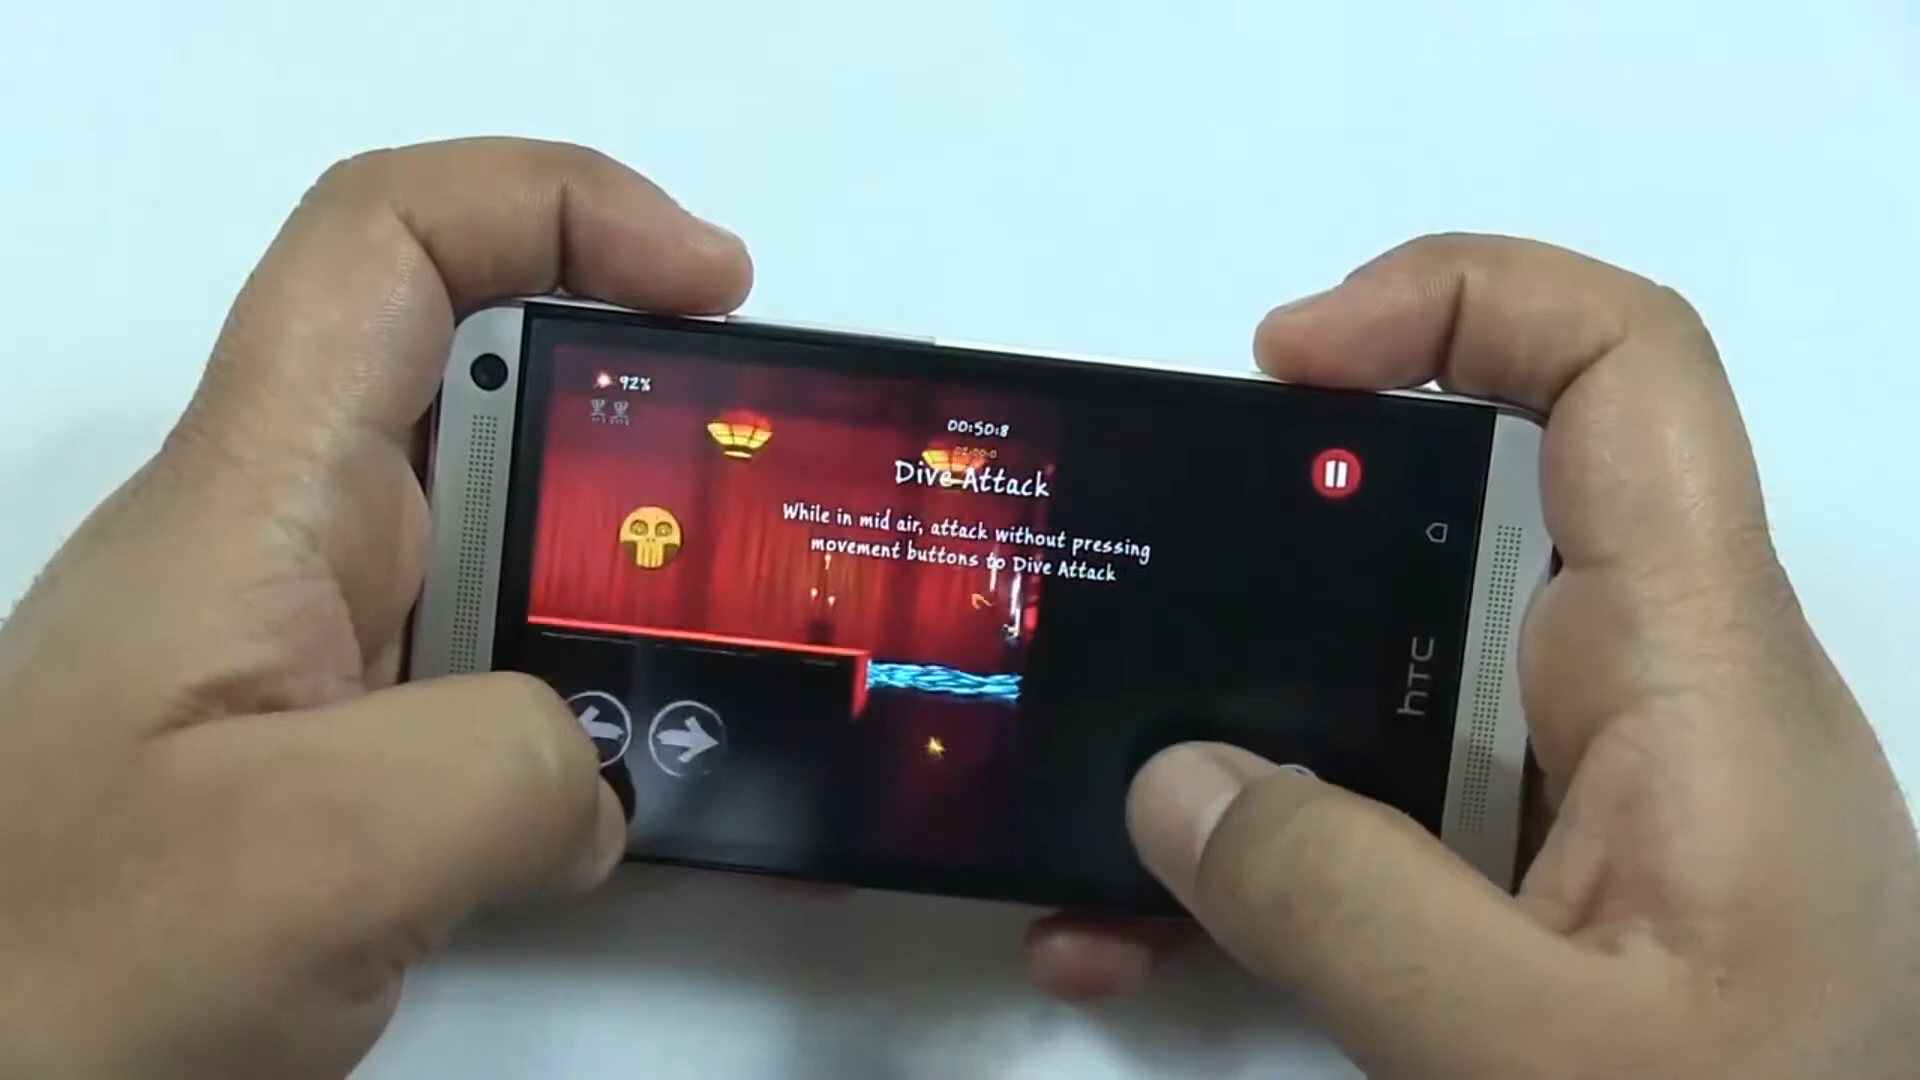 92%
00:50:8
Dive Attack
While in mid air, attack without pressing
movement buttons to Dive Attack
hTC